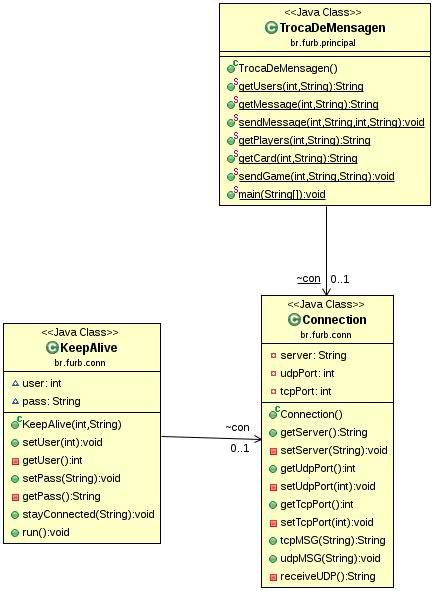 <<Java Class>>
TrocaDeMensagen
br.furb.principal
TrocaDeMensagen()
getUsers(int,String):String
getMessage(int,String):String
sendMessage(int,String,int,String):void
getPlayers(int,String):String
getCard(int,String):String
sendGame(int,String,String):void
main(String[]):void
~con 0..1
<<Java Class>>
KeepAlive
br.furb.conn
user: int
pass: String
KeepAlive(int,String)
setUser(int):void
getUser():int
setPass(String):void
getPass():String
stayConnected(String):void
run():void
~con
0..1
<<Java Class>>
Connection
br.furb.conn
server: String
udpPort: int
tcpPort: int
Connection()
getServer():String
setServer(String):void
getUdpPort():int
setUdpPort(int):void
getTcpPort():int
setTcpPort(int):void
tcpMSG(String):String
udpMSG(String):void
receiveUDP():String